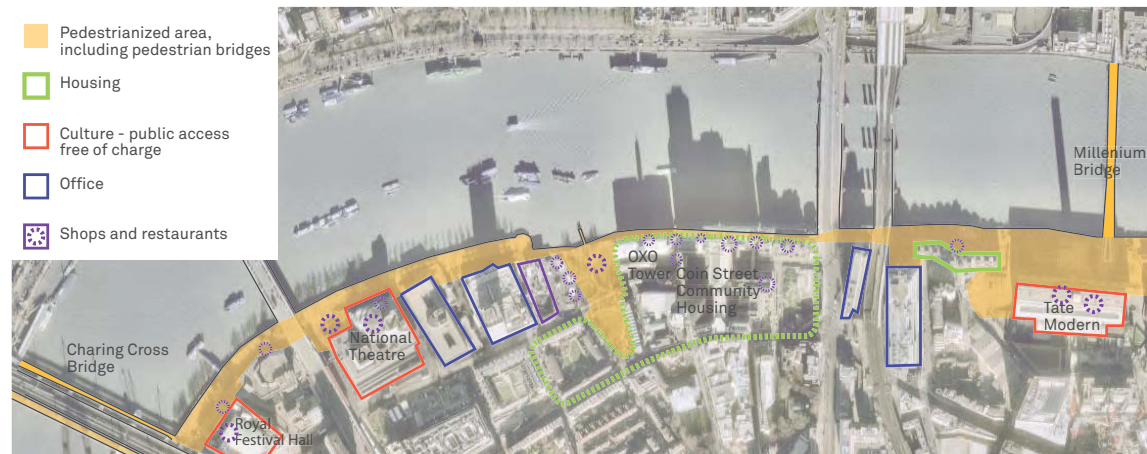 Pedestrianized area,
including pedestrian bridges
Housing
Culture - public access
free of charge
Office
Shops and restaurants
Millenium
Bridge
OXO
Tower
Coin Street
Community
Housing
Tate
Modern
National
Theatre
Charing Cross
Bridge
Royal
Festival Hall